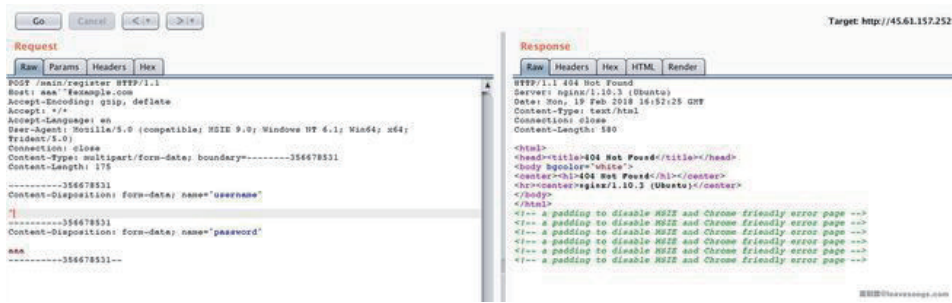 Go
Cancel
< | ▾
> | ▾
Target: http://45.61.157.252
Request
Raw
Params
Headers
Hex
POST /main/register HTTP/1.1
Host: aaa'"@example.com
Accept-Encoding: gzip, deflate
Accept: */*
Accept-Language: en
User-Agent: Mozilla/5.0 (compatible; MSIE 9.0; Windows NT 6.1; Win64; x64;
Trident/5.0)
Connection: close
Content-Type: multipart/form-data; boundary=--------356678531
Content-Length: 175
----------356678531
Content-Disposition: form-data; name="username"
----------356678531
Content-Disposition: form-data; name="password"
aaa
----------356678531--
Response
Raw
Headers
Hex
HTML
Render
HTTP/1.1 404 Not Found
Server: nginx/1.10.3 (Ubuntu)
Date: Mon, 19 Feb 2018 16:52:25 GMT
Content-Type: text/html
Connection: close
Content-Length: 580
<html>
<head><title>404 Not Found</title></head>
<body bgcolor="white">
<center><h1>404 Not Found</h1></center>
<hr><center>nginx/1.10.3 (Ubuntu)</center>
</body>
</html>
<!-- a padding to disable MSIE and Chrome friendly error page -->
<!-- a padding to disable MSIE and Chrome friendly error page -->
<!-- a padding to disable MSIE and Chrome friendly error page -->
<!-- a padding to disable MSIE and Chrome friendly error page -->
<!-- a padding to disable MSIE and Chrome friendly error page -->
<!-- a padding to disable MSIE and Chrome friendly error page -->
@leavesongs.com